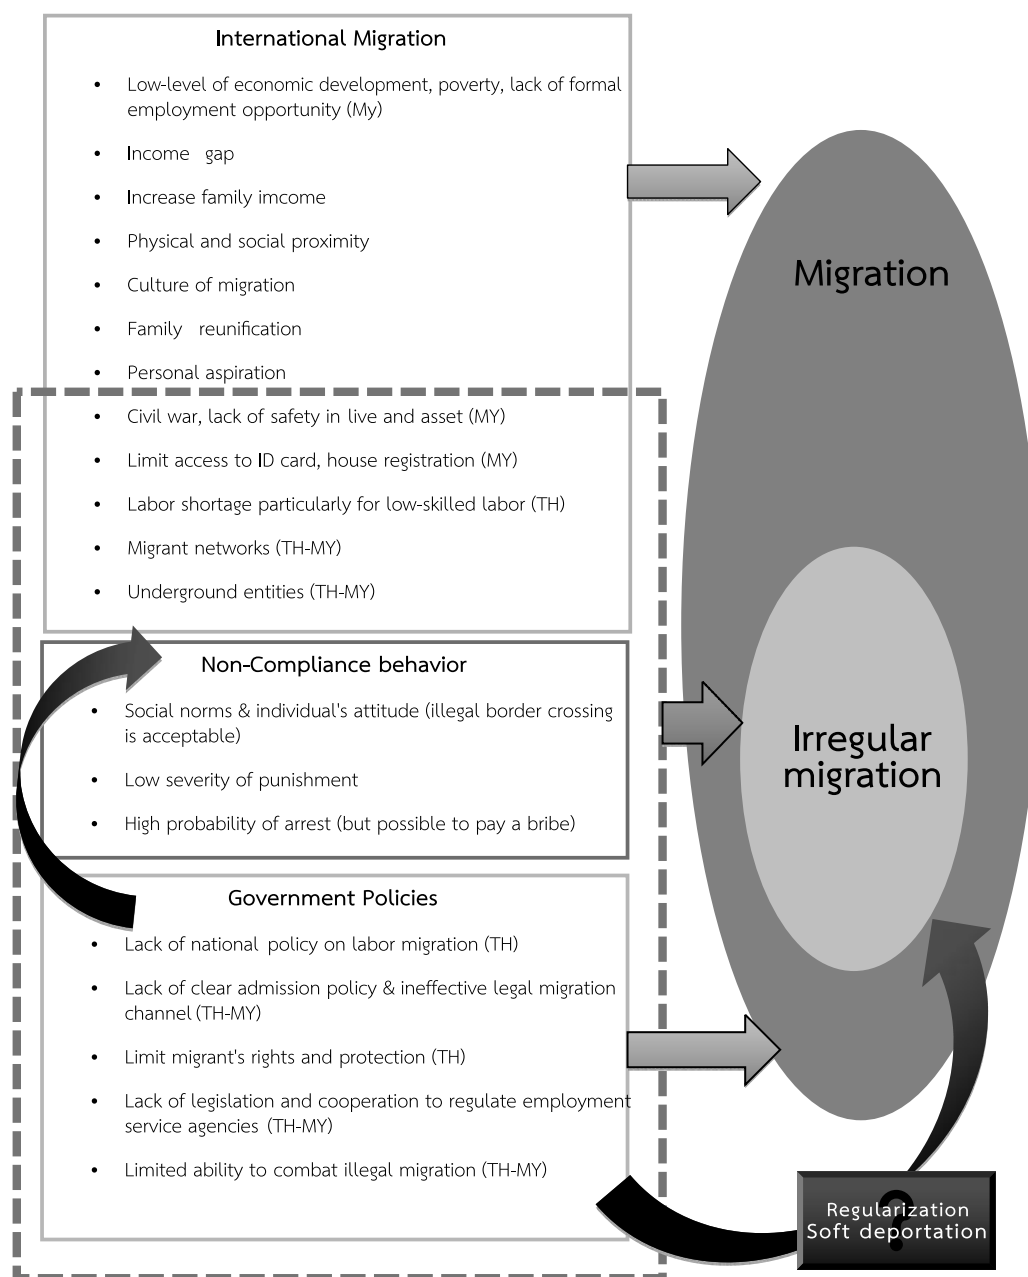 International Migration
• Low-level of economic development, poverty, lack of formal
employment opportunity (My)
• Income gap
• Increase family imcome
• Physical and social proximity
• Culture of migration
• Family reunification
• Personal aspiration
• Civil war, lack of safety in live and asset (MY)
• Limit access to ID card, house registration (MY)
• Labor shortage particularly for low-skilled labor (TH)
• Migrant networks (TH-MY)
• Underground entities (TH-MY)
Non-Compliance behavior
• Social norms & individual's attitude (illegal border crossing
is acceptable)
• Low severity of punishment
• High probability of arrest (but possible to pay a bribe)
Government Policies
• Lack of national policy on labor migration (TH)
• Lack of clear admission policy & ineffective legal migration
channel (TH-MY)
• Limit migrant's rights and protection (TH)
• Lack of legislation and cooperation to regulate employment
service agencies (TH-MY)
• Limited ability to combat illegal migration (TH-MY)
Migration
Irregular
migration
?
Regularization
Soft deportation